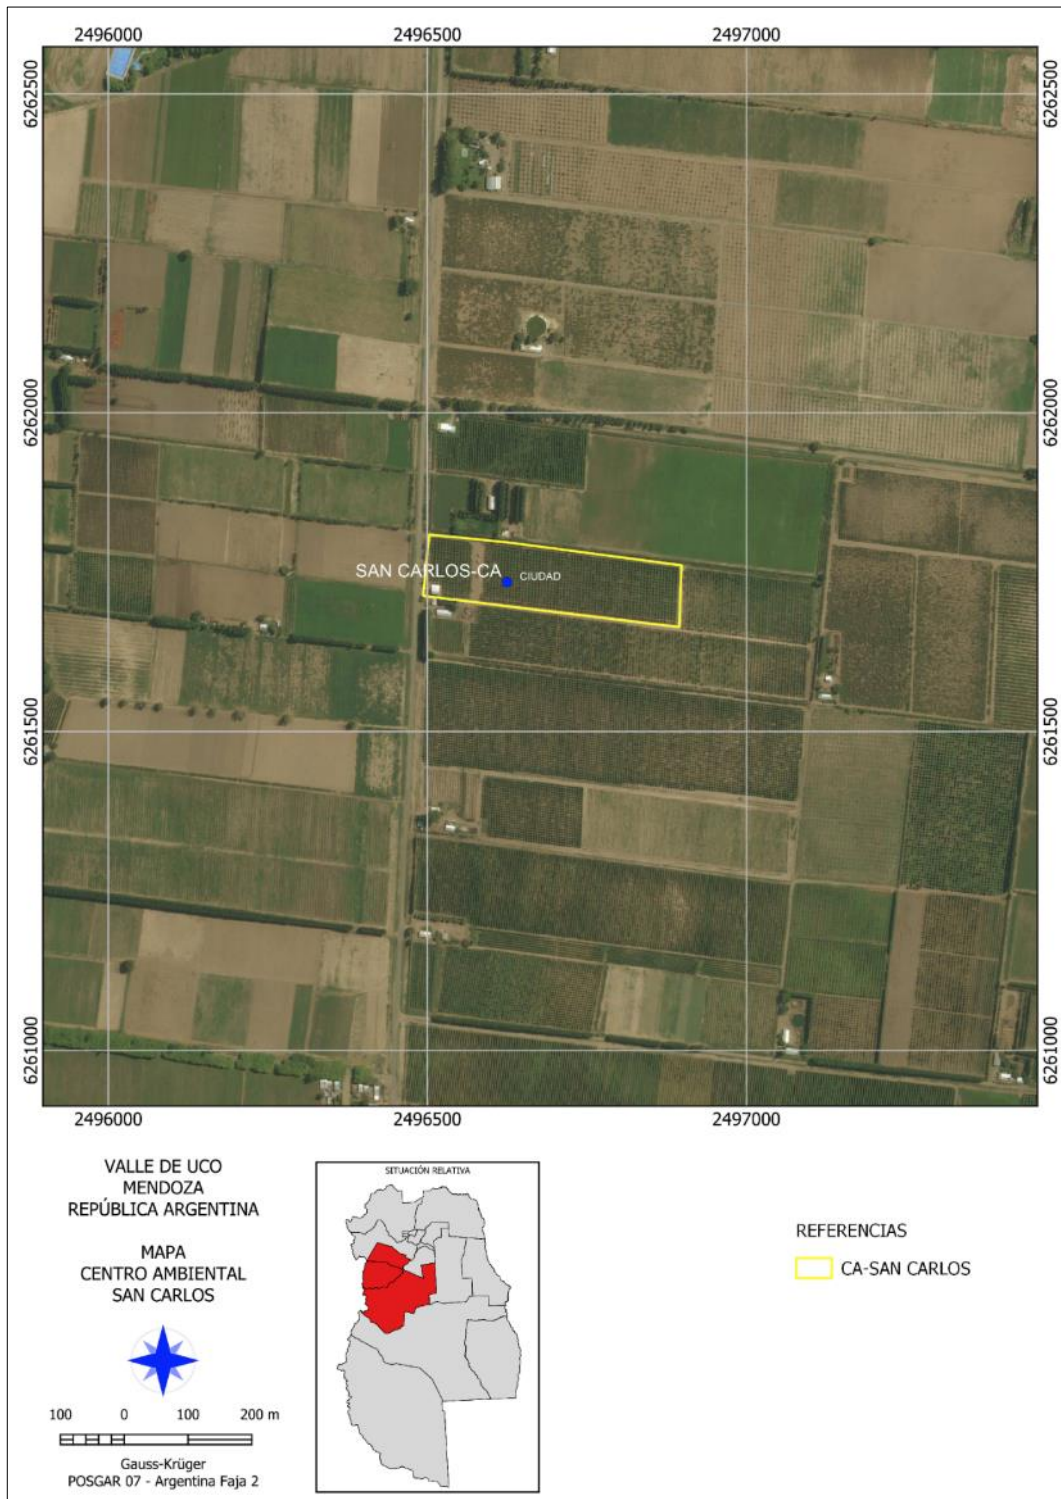 2496000 2496500 2497000
6262500 6262500
6262000 6262000
SAN CARLOS-CA CIUDAD
6261500 6261500
6261000 6261000
2496000 2496500 2497000
VALLE DE UCO
MENDOZA
REPÚBLICA ARGENTINA
MAPA
CENTRO AMBIENTAL
SAN CARLOS
100 0 100 200 m
Gauss-Krüger
POSGAR 07 - Argentina Faja 2
SITUACIÓN RELATIVA
REFERENCIAS
CA-SAN CARLOS